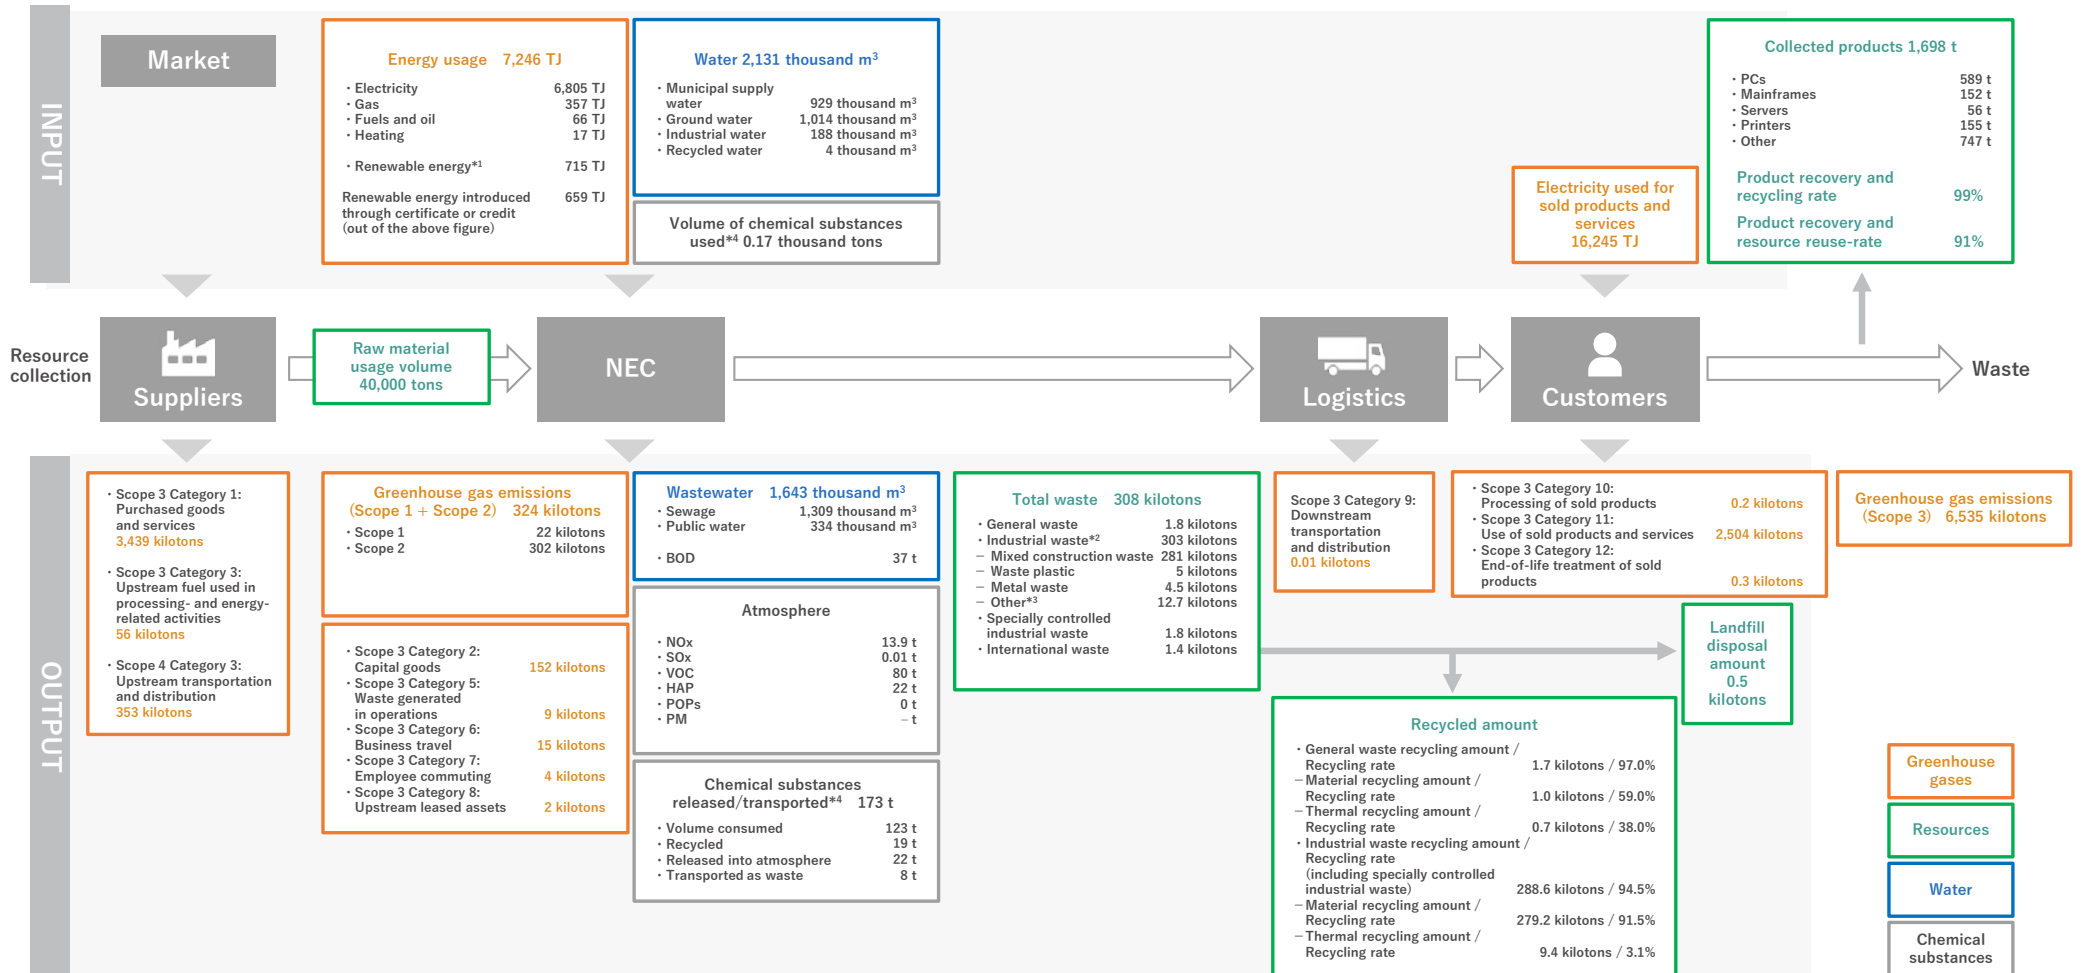 INPUT
Market
Energy usage 7,246 TJ
・Electricity 6,805 TJ
・Gas 357 TJ
・Fuels and oil 66 TJ
・Heating 17 TJ
・Renewable energy*1 715 TJ
Renewable energy introduced 659 TJ
through certificate or credit
(out of the above figure)
Water 2,131 thousand m3
・Municipal supply
water 929 thousand m3
・Ground water 1,014 thousand m3
・Industrial water 188 thousand m3
・Recycled water 4 thousand m3
Volume of chemical substances
used*4 0.17 thousand tons
Electricity used for
sold products and
services
16,245 TJ
Collected products 1,698 t
・PCs 589 t
・Mainframes 152 t
・Servers 56 t
・Printers 155 t
・Other 747 t
Product recovery and
recycling rate 99%
Product recovery and
resource reuse-rate 91%
Resource
collection
Suppliers
Raw material
usage volume
40,000 tons
NEC
Logistics
Customers
Waste
OUTPUT
・Scope 3 Category 1:
Purchased goods
and services
3,439 kilotons
・Scope 3 Category 3:
Upstream fuel used in
processing- and energy-
related activities
56 kilotons
・Scope 4 Category 3:
Upstream transportation
and distribution
353 kilotons
Greenhouse gas emissions
(Scope 1 + Scope 2) 324 kilotons
・Scope 1 22 kilotons
・Scope 2 302 kilotons
・Scope 3 Category 2:
Capital goods 152 kilotons
・Scope 3 Category 5:
Waste generated
in operations 9 kilotons
・Scope 3 Category 6:
Business travel 15 kilotons
・Scope 3 Category 7:
Employee commuting 4 kilotons
・Scope 3 Category 8:
Upstream leased assets 2 kilotons
Wastewater 1,643 thousand m3
・Sewage 1,309 thousand m3
・Public water 334 thousand m3
・BOD 37 t
Atmosphere
・NOx 13.9 t
・SOx 0.01 t
・VOC 80 t
・HAP 22 t
・POPs 0 t
・PM – t
Chemical substances
released/transported*4 173 t
・Volume consumed 123 t
・Recycled 19 t
・Released into atmosphere 22 t
・Transported as waste 8 t
Total waste 308 kilotons
・General waste 1.8 kilotons
・Industrial waste*2 303 kilotons
– Mixed construction waste 281 kilotons
– Waste plastic 5 kilotons
– Metal waste 4.5 kilotons
– Other*3 12.7 kilotons
・Specially controlled
industrial waste 1.8 kilotons
・International waste 1.4 kilotons
Scope 3 Category 9:
Downstream
transportation
and distribution
0.01 kilotons
・Scope 3 Category 10:
Processing of sold products 0.2 kilotons
・Scope 3 Category 11:
Use of sold products and services 2,504 kilotons
・Scope 3 Category 12:
End-of-life treatment of sold
products 0.3 kilotons
Greenhouse gas emissions
(Scope 3) 6,535 kilotons
Landfill
disposal
amount
0.5
kilotons
Recycled amount
・General waste recycling amount /
Recycling rate 1.7 kilotons / 97.0%
– Material recycling amount /
Recycling rate 1.0 kilotons / 59.0%
– Thermal recycling amount /
Recycling rate 0.7 kilotons / 38.0%
・Industrial waste recycling amount /
Recycling rate
(including specially controlled
industrial waste) 288.6 kilotons / 94.5%
– Material recycling amount /
Recycling rate 279.2 kilotons / 91.5%
– Thermal recycling amount /
Recycling rate 9.4 kilotons / 3.1%
Greenhouse
gases
Resources
Water
Chemical
substances